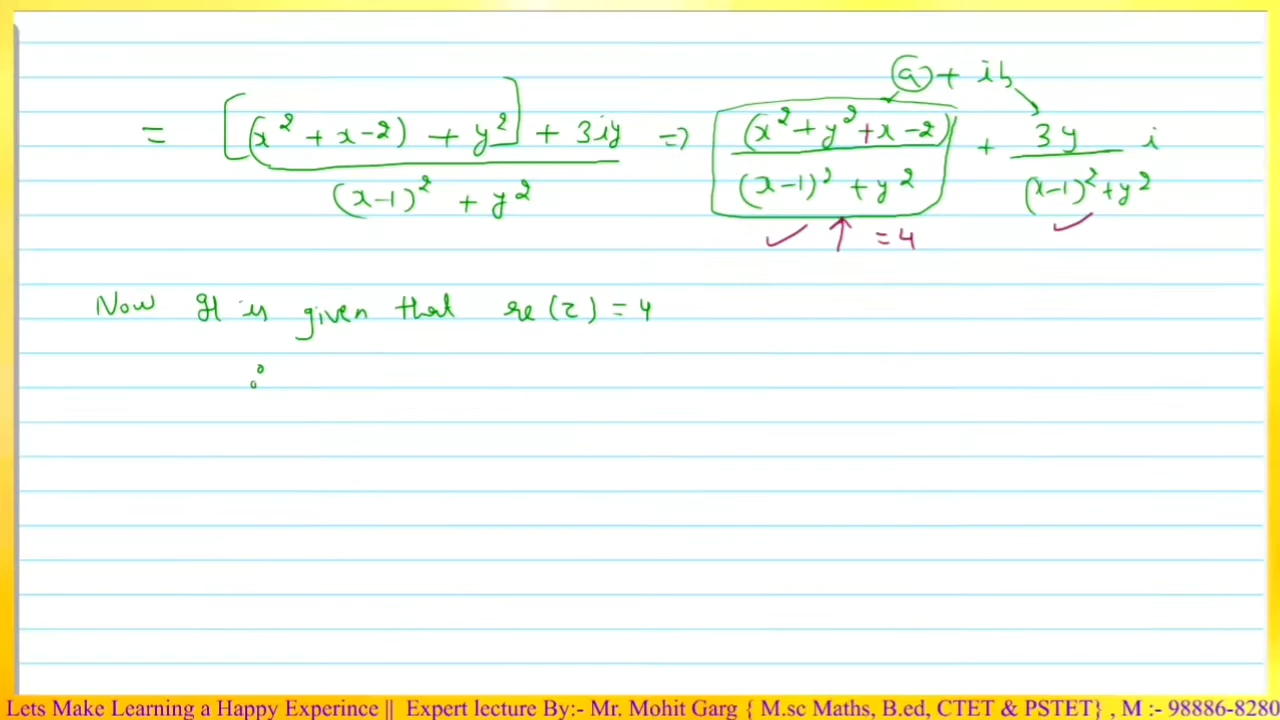 a + ib
= [(x² + x-2) + y²] + 3iy / (x-1)² + y² => (x² + y² + x - 2) / (x-1)² + y² + 3y / (x-1)² + y² i
= 4
Now It is given that re(z) = 4
∴
Lets Make Learning a Happy Experince || Expert lecture By:- Mr. Mohit Garg { M.sc Maths, B.ed, CTET & PSTET} , M :- 98886-8280